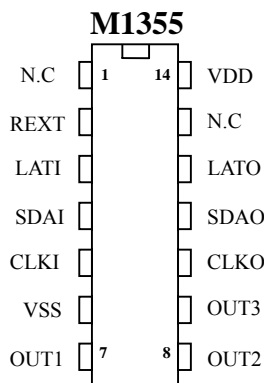 M1355
N.C 1 14 VDD
REXT N.C
LATI LATO
SDAI SDAO
CLKI CLKO
VSS OUT3
OUT1 7 8 OUT2